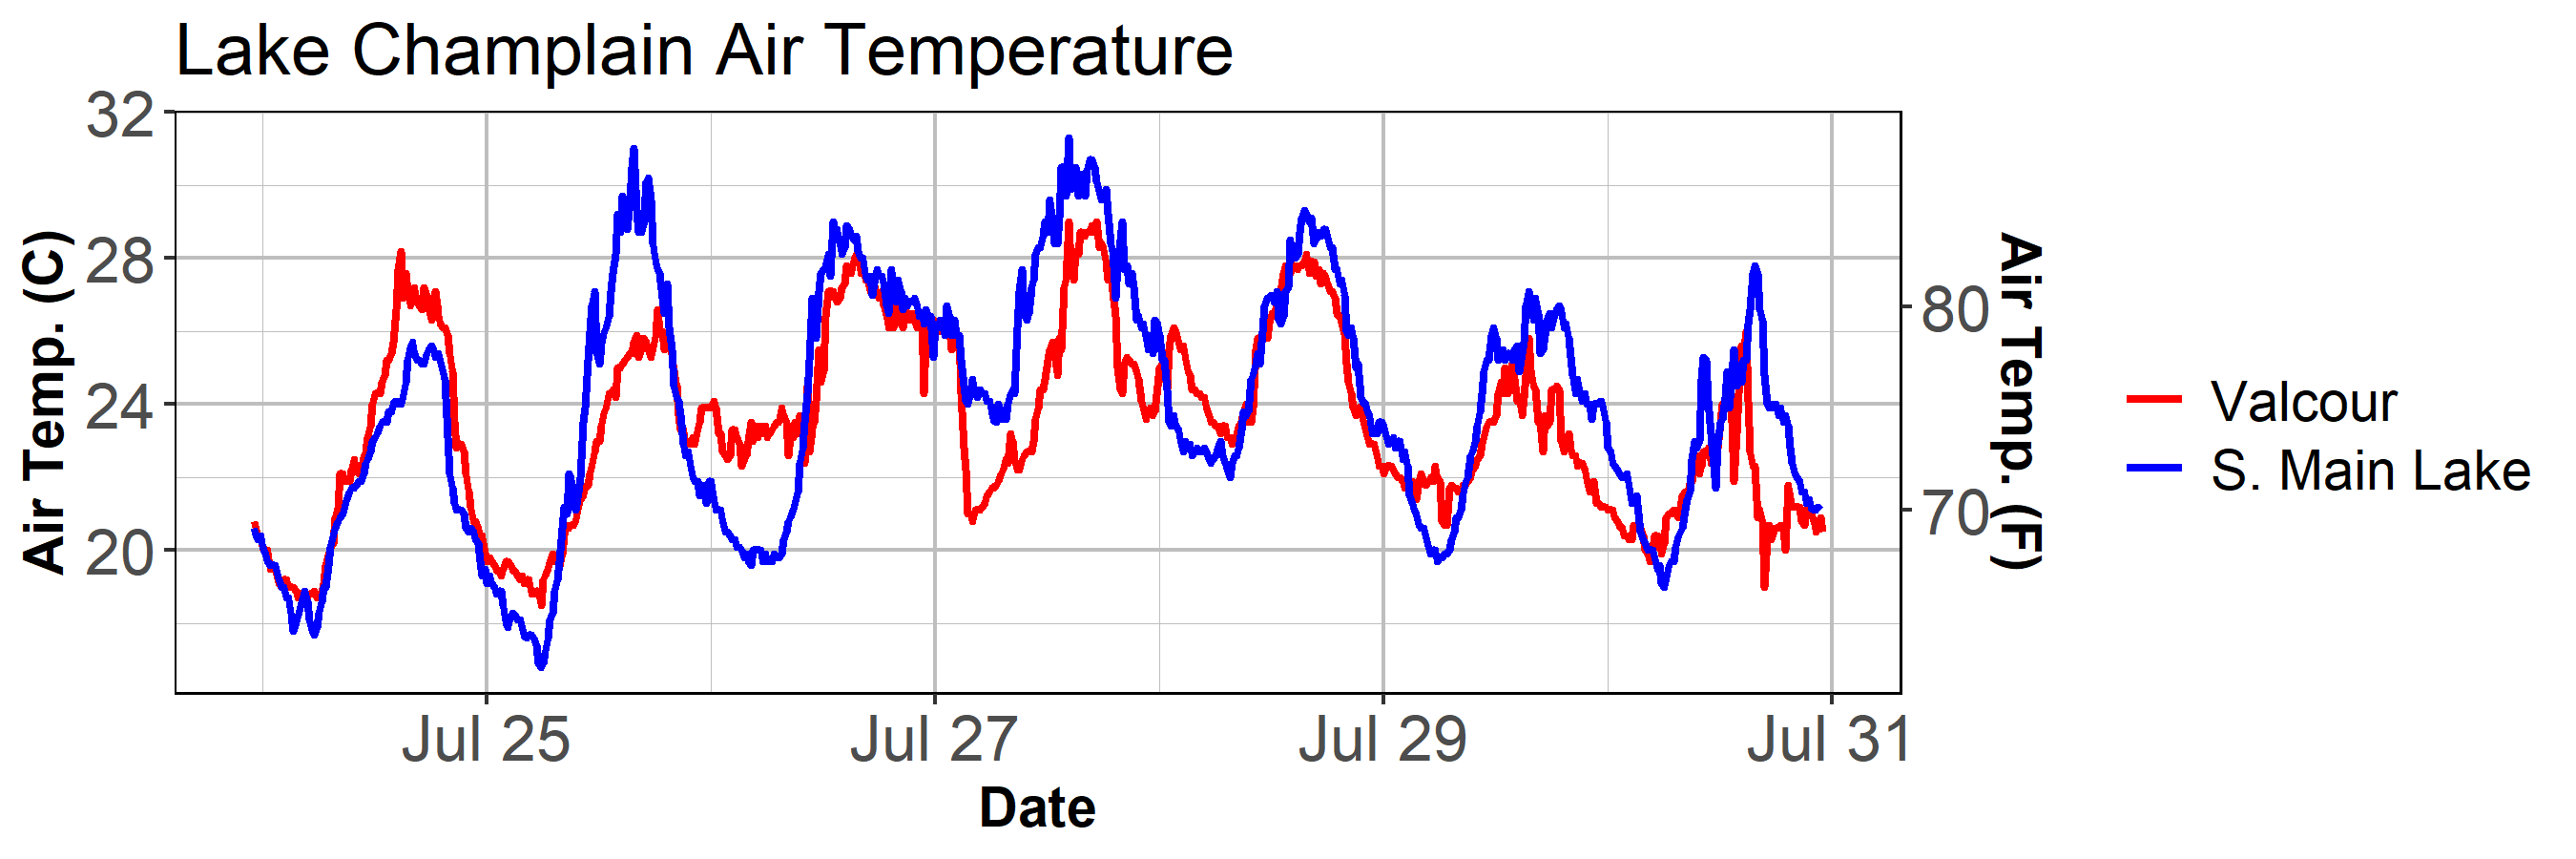 Lake Champlain Air Temperature
32
28
24
20
Air Temp. (C)
80
70
Air Temp. (F)
Jul 25
Jul 27
Jul 29
Jul 31
Date
Valcour
S. Main Lake